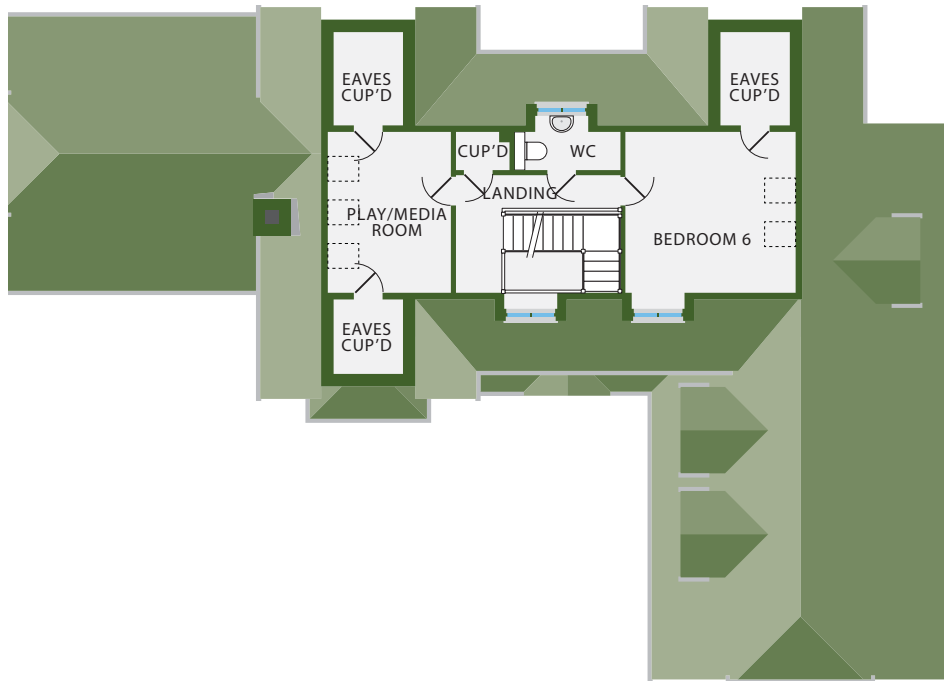 EAVES
CUP’D
EAVES
CUP’D
CUP’D
WC
LANDING
PLAY/MEDIA
ROOM
BEDROOM 6
EAVES
CUP’D